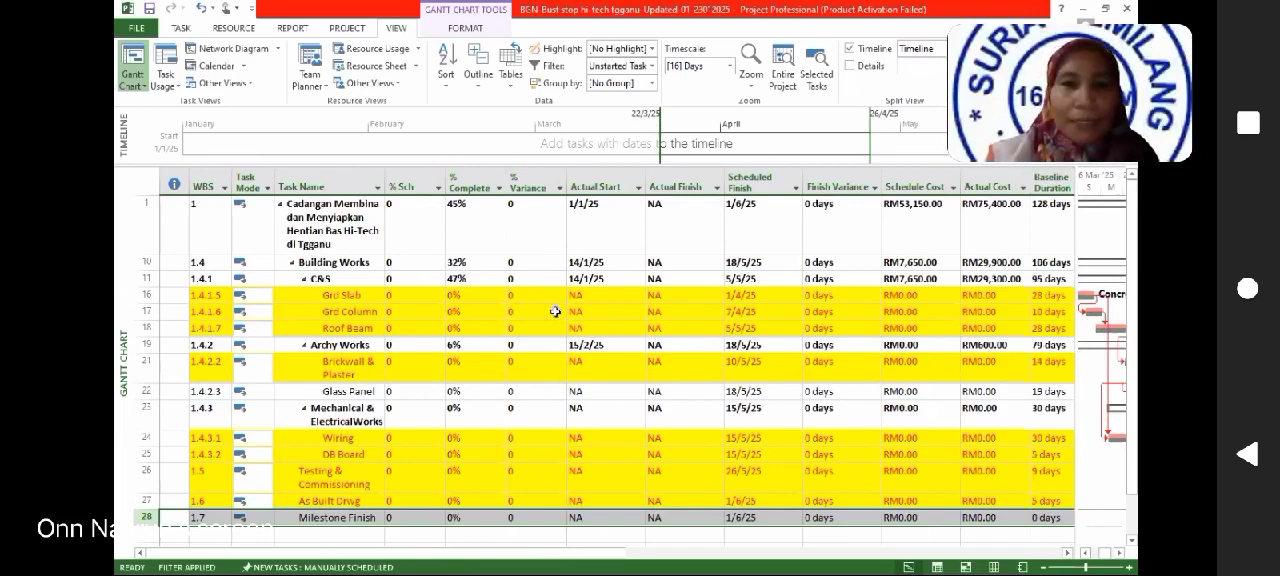 GANTT CHART TOOLS
BGN-Bust stop hi-tech tgganu-Updated-01-230"2025 - Project Professional (Product Activation Failed)
FILE TASK RESOURCE REPORT PROJECT VIEW FORMAT
Gantt Chart
Task Usage
Network Diagram
Calendar
Other Views
Task Views
Team Planner
Resource Usage
Resource Sheet
Other Views
Resource Views
Sort
Outline
Tables
Highlight: [No Highlight]
Filter: Unstarted Task
Group by: [No Group]
Data
Timescale:
[16] Days
Zoom
Entire Project
Selected Tasks
Zoom
Timeline Timeline
Details
Split View
SURIA
EMILANG
16
TIMELINE
22/3/25 26/4/25
January February March April May
Start
1/1/25
Add tasks with dates to the timeline
WBS Task Mode Task Name % Sch % Complete % Variance Actual Start Actual Finish Scheduled Finish Finish Variance Schedule Cost Actual Cost Baseline Duration
6 Mar '25
S M
1 1 Cadangan Membina dan Menyiapkan Hentian Bas Hi-Tech di Tgganu 0 45% 0 1/1/25 NA 1/6/25 0 days RM53,150.00 RM75,400.00 128 days
10 1.4 Building Works 0 32% 0 14/1/25 NA 18/5/25 0 days RM7,650.00 RM29,900.00 106 days
11 1.4.1 C&S 0 47% 0 14/1/25 NA 5/5/25 0 days RM7,650.00 RM29,300.00 95 days
16 1.4.1.5 Grd Slab 0 0% 0 NA NA 1/4/25 0 days RM0.00 RM0.00 28 days Concr
17 1.4.1.6 Grd Column 0 0% 0 NA NA 7/4/25 0 days RM0.00 RM0.00 10 days
18 1.4.1.7 Roof Beam 0 0% 0 NA NA 5/5/25 0 days RM0.00 RM0.00 28 days
19 1.4.2 Archy Works 0 6% 0 15/2/25 NA 18/5/25 0 days RM0.00 RM600.00 79 days
21 1.4.2.2 Brickwall & Plaster 0 0% 0 NA NA 10/5/25 0 days RM0.00 RM0.00 14 days
22 1.4.2.3 Glass Panel 0 0% 0 NA NA 18/5/25 0 days RM0.00 RM0.00 19 days
23 1.4.3 Mechanical & ElectricalWorks 0 0% 0 NA NA 15/5/25 0 days RM0.00 RM0.00 30 days
24 1.4.3.1 Wiring 0 0% 0 NA NA 15/5/25 0 days RM0.00 RM0.00 30 days
25 1.4.3.2 DB Board 0 0% 0 NA NA 15/5/25 0 days RM0.00 RM0.00 5 days
26 1.5 Testing & Commissioning 0 0% 0 NA NA 26/5/25 0 days RM0.00 RM0.00 9 days
27 1.6 As Built Drwg 0 0% 0 NA NA 1/6/25 0 days RM0.00 RM0.00 5 days
28 1.7 Milestone Finish 0 0% 0 NA NA 1/6/25 0 days RM0.00 RM0.00 0 days
GANTT CHART
Onn
READY FILTER APPLIED NEW TASKS : MANUALLY SCHEDULED